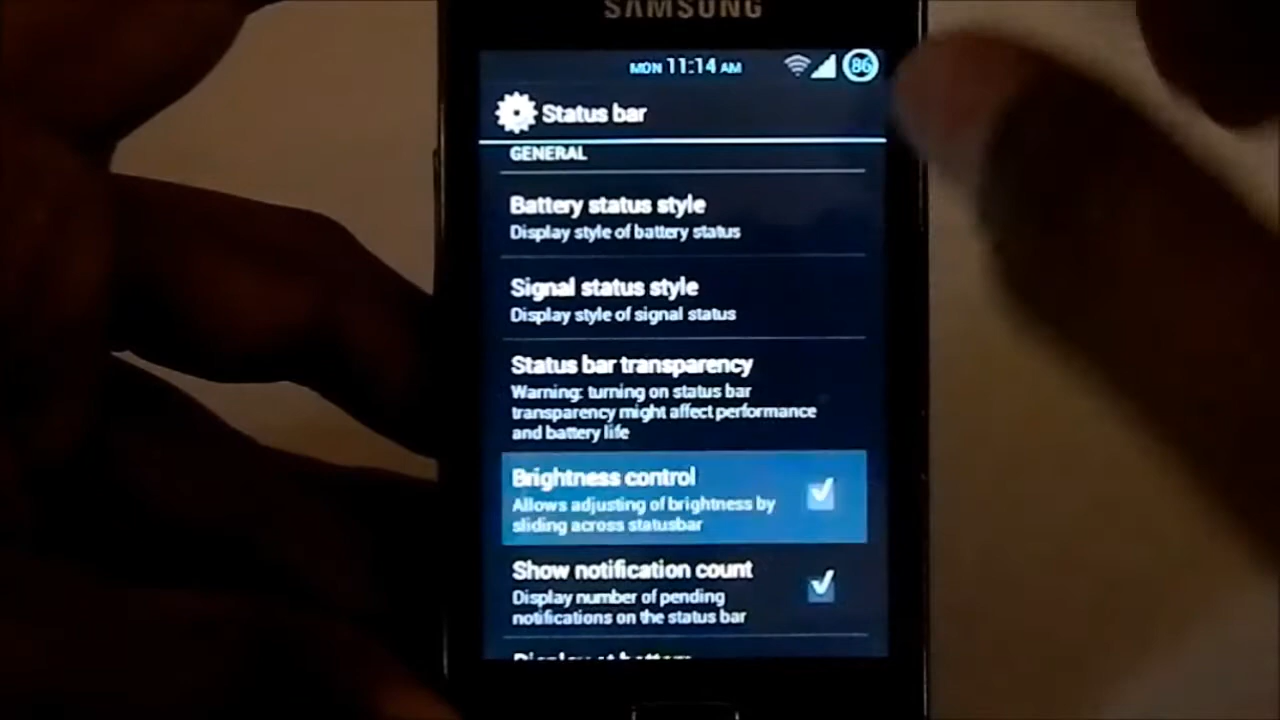 SAMSUNG
MON 11:14 AM 86
Status bar
GENERAL
Battery status style
Display style of battery status
Signal status style
Display style of signal status
Status bar transparency
Warning: turning on status bar
transparency might affect performance
and battery life
Brightness control
Allows adjusting of brightness by
sliding across statusbar
Show notification count
Display number of pending
notifications on the status bar
Display at bottom